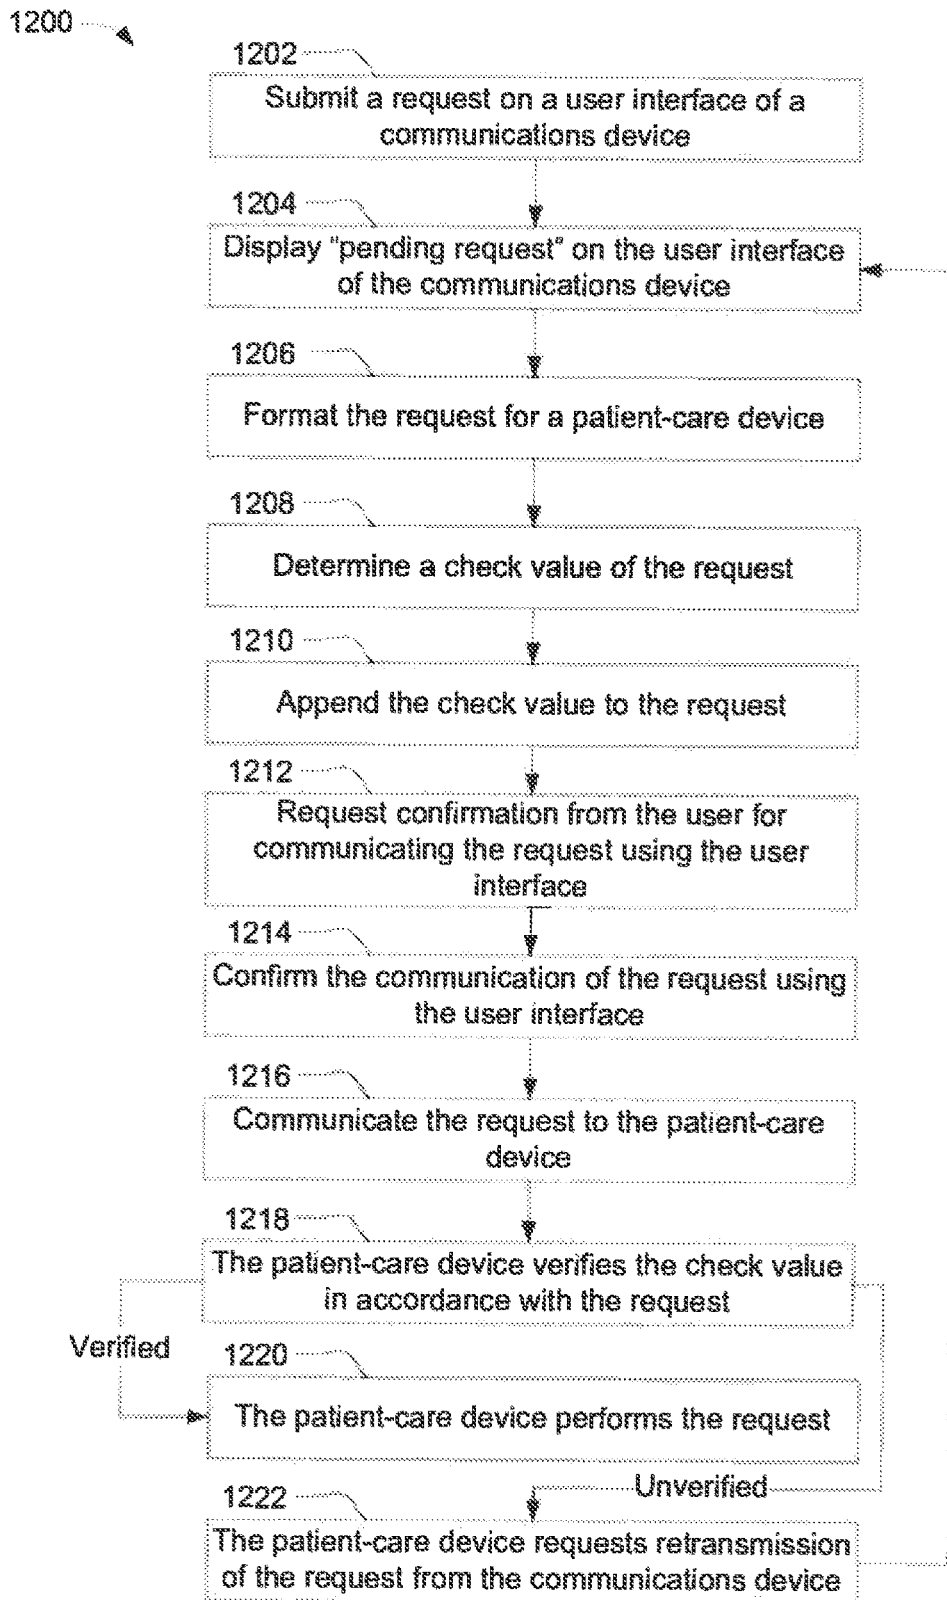 1200
1202
Submit a request on a user interface of a
communications device
1204
Display "pending request" on the user interface
of the communications device
1206
Format the request for a patient-care device
1208
Determine a check value of the request
1210
Append the check value to the request
1212
Request confirmation from the user for
communicating the request using the user
interface
1214
Confirm the communication of the request using
the user interface
1216
Communicate the request to the patient-care
device
1218
The patient-care device verifies the check value
in accordance with the request
Verified
1220
The patient-care device performs the request
Unverified
1222
The patient-care device requests retransmission
of the request from the communications device